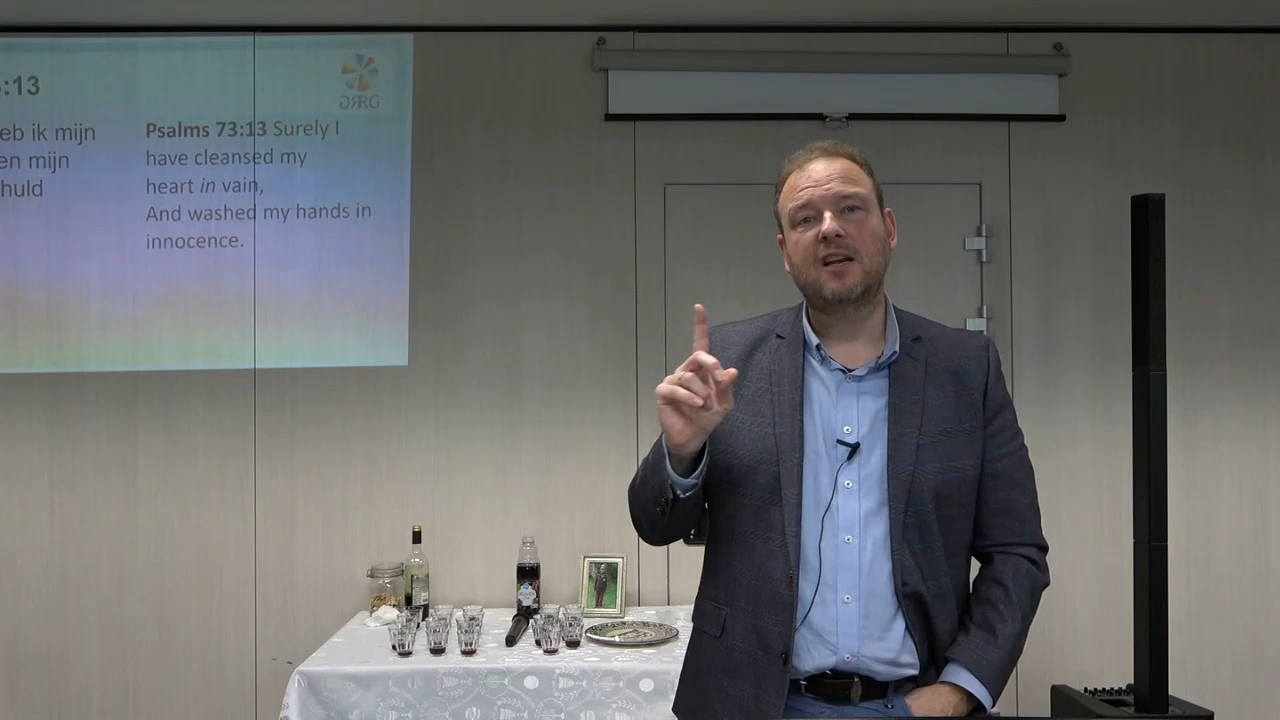 :13
eb ik mijn
en mijn
huld
GRRG
Psalms 73:13 Surely I
have cleansed my
heart in vain,
And washed my hands in
innocence.